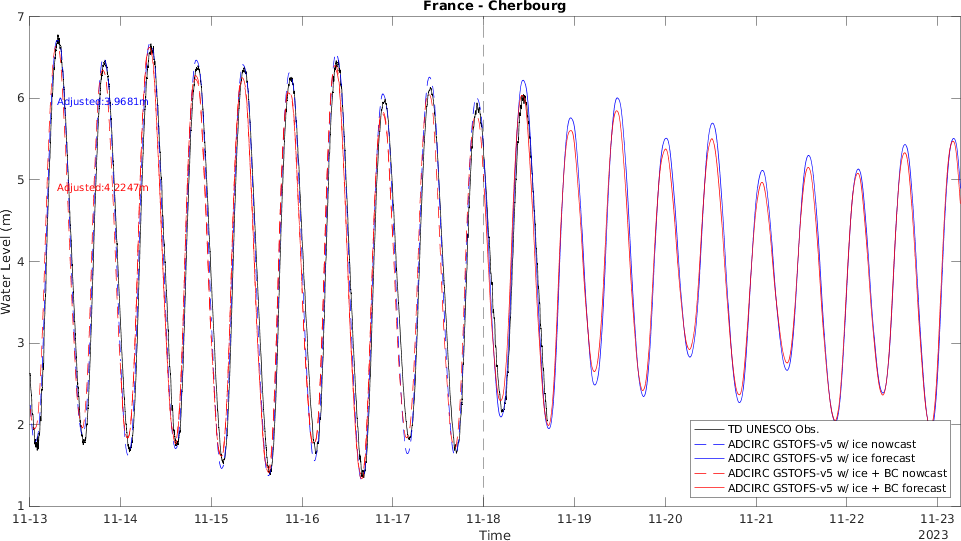 France - Cherbourg
7
6
5
4
3
2
1
Water Level (m)
Adjusted:3.9681m
Adjusted:4.2247m
TD UNESCO Obs.
ADCIRC GSTOFS-v5 w/ ice nowcast
ADCIRC GSTOFS-v5 w/ ice forecast
ADCIRC GSTOFS-v5 w/ ice + BC nowcast
ADCIRC GSTOFS-v5 w/ ice + BC forecast
11-13 11-14 11-15 11-16 11-17 11-18 11-19 11-20 11-21 11-22 11-23
Time
2023